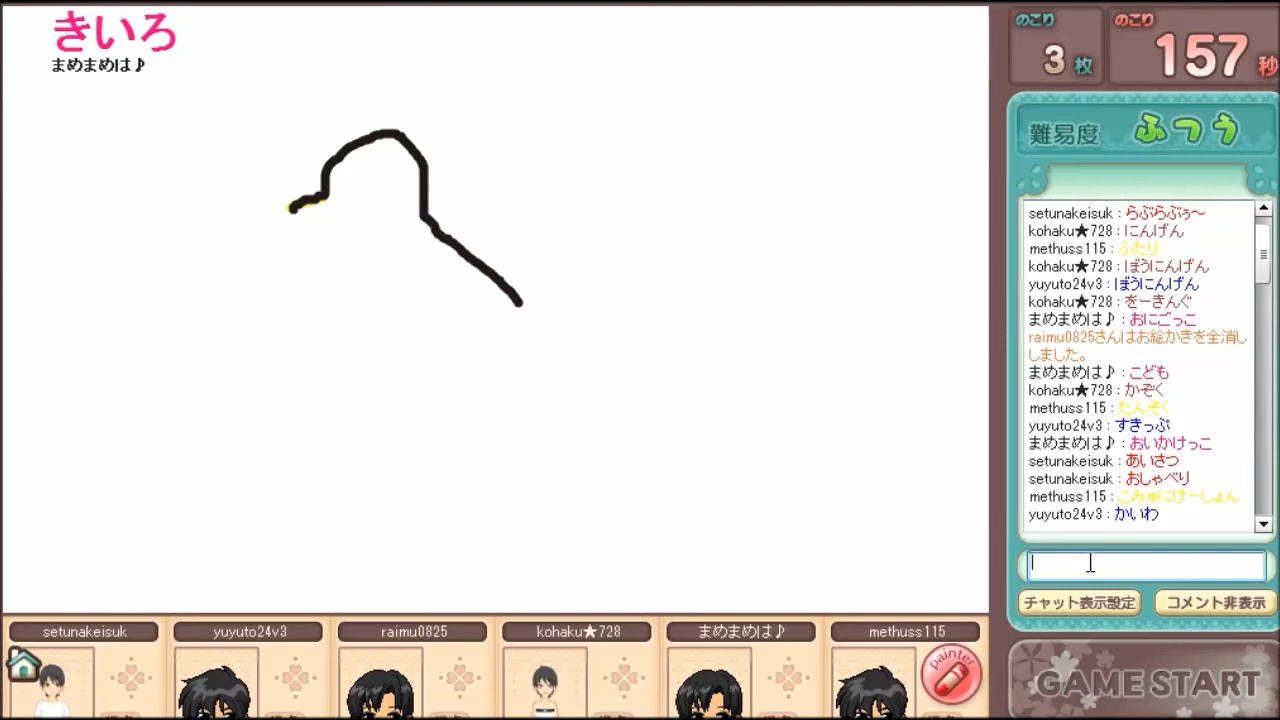 きいろ
まめまめは♪
のこり
3枚
のこり
157秒
難易度 ふつう
setunakeisuk : らぶらぶぅ～
kohaku★728 : にんげん
methuss115 : ふたり
kohaku★728 : ぼうにんげん
yuyuto24v3 : ぼうにんげん
kohaku★728 : をーきんぐ
まめまめは♪ : おにごっこ
raimu0825さんはお絵かきを全消し
しました。
まめまめは♪ : こども
kohaku★728 : かぞく
methuss115 : たんそく
yuyuto24v3 : すきっぷ
まめまめは♪ : おいかけっこ
setunakeisuk : あいさつ
setunakeisuk : おしゃべり
methuss115 : こみゅにけーしょん
yuyuto24v3 : かいわ
チャット表示設定 コメント非表示
setunakeisuk yuyuto24v3 raimu0825 kohaku★728 まめまめは♪ methuss115
painter
GAME START